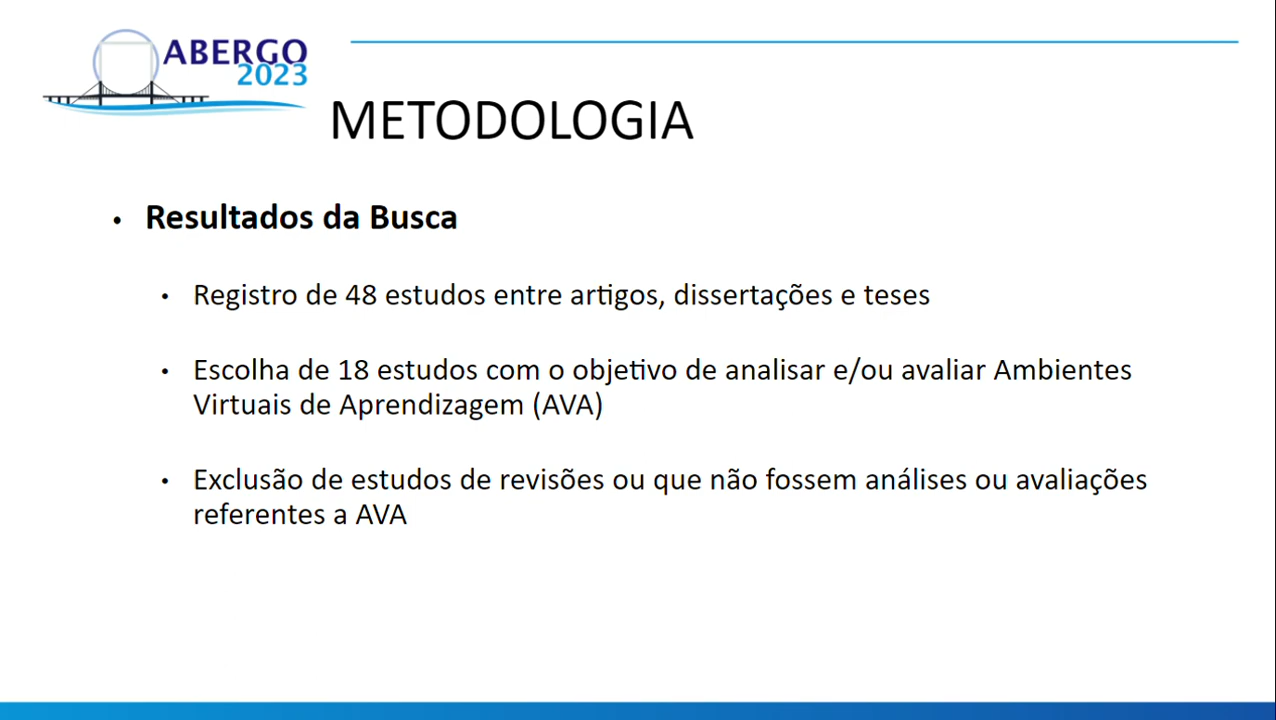 ABERGO
2023
METODOLOGIA
• Resultados da Busca
• Registro de 48 estudos entre artigos, dissertações e teses
• Escolha de 18 estudos com o objetivo de analisar e/ou avaliar Ambientes
Virtuais de Aprendizagem (AVA)
• Exclusão de estudos de revisões ou que não fossem análises ou avaliações
referentes a AVA